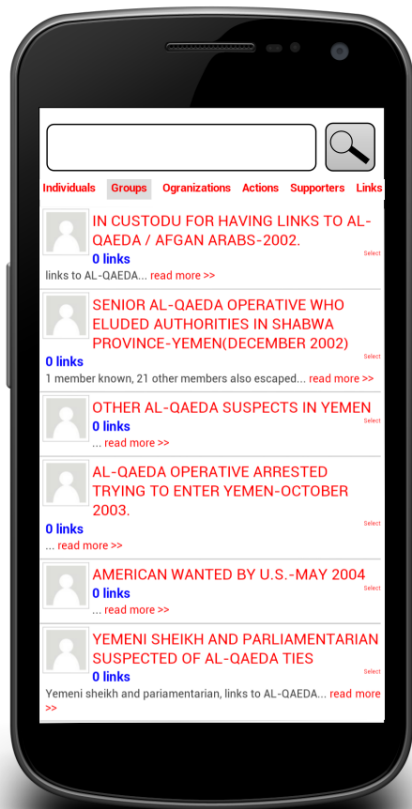 Individuals Groups Ogranizations Actions Supporters Links
IN CUSTODU FOR HAVING LINKS TO AL-
QAEDA / AFGAN ARABS-2002.
0 links
Select
links to AL-QAEDA... read more >>
SENIOR AL-QAEDA OPERATIVE WHO
ELUDED AUTHORITIES IN SHABWA
PROVINCE-YEMEN(DECEMBER 2002)
Select
0 links
1 member known, 21 other members also escaped... read more >>
OTHER AL-QAEDA SUSPECTS IN YEMEN
0 links
Select
... read more >>
AL-QAEDA OPERATIVE ARRESTED
TRYING TO ENTER YEMEN-OCTOBER
2003.
Select
0 links
... read more >>
AMERICAN WANTED BY U.S.-MAY 2004
0 links
Select
... read more >>
YEMENI SHEIKH AND PARLIAMENTARIAN
SUSPECTED OF AL-QAEDA TIES
0 links
Select
Yemeni sheikh and pariamentarian, links to AL-QAEDA... read more
>>